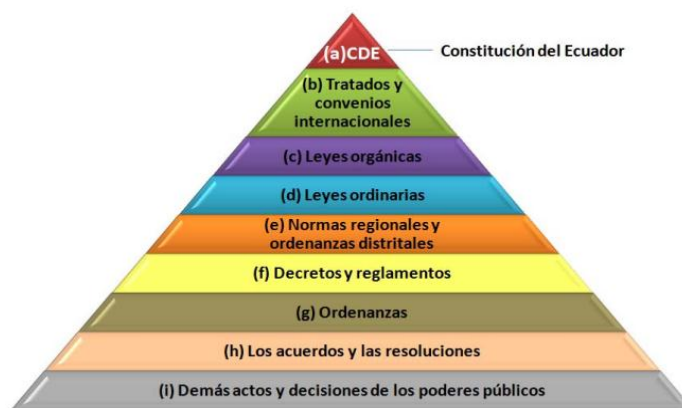 (a)CDE
Constitución del Ecuador
(b) Tratados y
convenios
internacionales
(c) Leyes orgánicas
(d) Leyes ordinarias
(e) Normas regionales y
ordenanzas distritales
(f) Decretos y reglamentos
(g) Ordenanzas
(h) Los acuerdos y las resoluciones
(i) Demás actos y decisiones de los poderes públicos